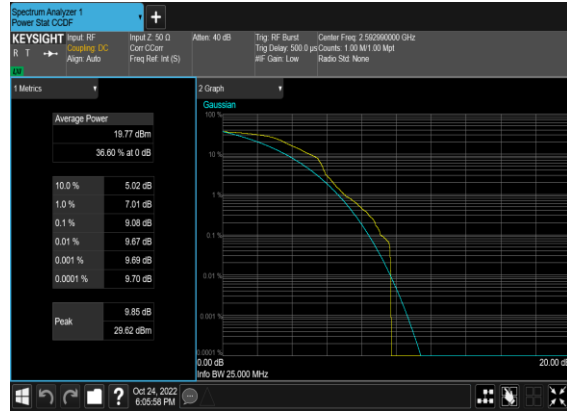 Spectrum Analyzer 1
Power Stat CCDF
KEYSIGHT
R T
Input: RF
Coupling: DC
Align: Auto
Input Z: 50 Ω
Corr CCorr
Freq Ref: Int (S)
Atten: 40 dB
Trig: RF Burst
Trig Delay: 500.0 µs
#IF Gain: Low
Center Freq: 2.592990000 GHz
Counts: 1.00 M/1.00 Mpt
Radio Std: None
1 Metrics
Average Power
19.77 dBm
36.60 % at 0 dB
10.0 % 5.02 dB
1.0 % 7.01 dB
0.1 % 9.08 dB
0.01 % 9.67 dB
0.001 % 9.69 dB
0.0001 % 9.70 dB
Peak
9.85 dB
29.62 dBm
2 Graph
Gaussian
100 %
10 %
1 %
0.1 %
0.01 %
0.001 %
0.0001 %
0.00 dB
20.00 dB
Info BW 25.000 MHz
?
Oct 24, 2022
6:05:58 PM